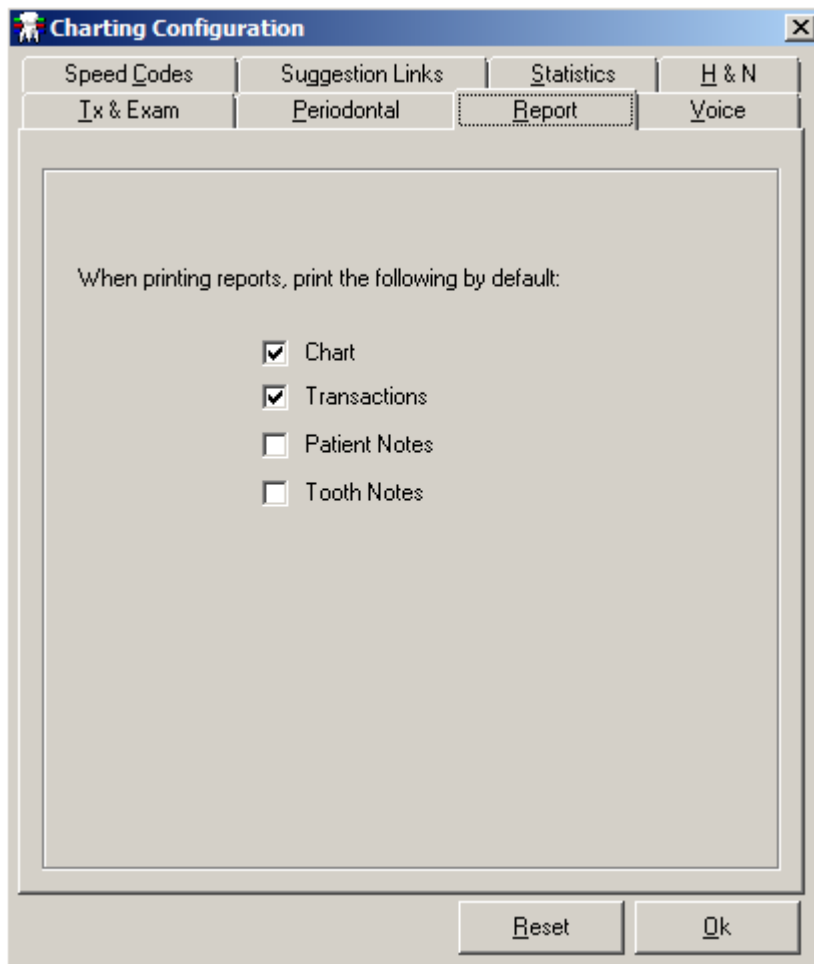 Charting Configuration
Speed Codes Suggestion Links Statistics H & N
Tx & Exam Periodontal Report Voice
When printing reports, print the following by default:
Chart
Transactions
Patient Notes
Tooth Notes
Reset Ok